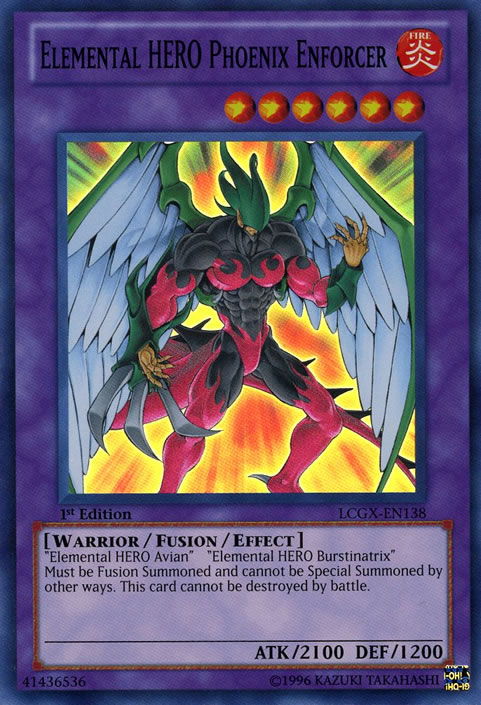 Elemental HERO Phoenix Enforcer
FIRE
炎
1st Edition
LCGX-EN138
[Warrior / Fusion / Effect]
"Elemental HERO Avian" "Elemental HERO Burstinatrix"
Must be Fusion Summoned and cannot be Special Summoned by
other ways. This card cannot be destroyed by battle.
ATK/2100 DEF/1200
41436536
©1996 KAZUKI TAKAHASHI